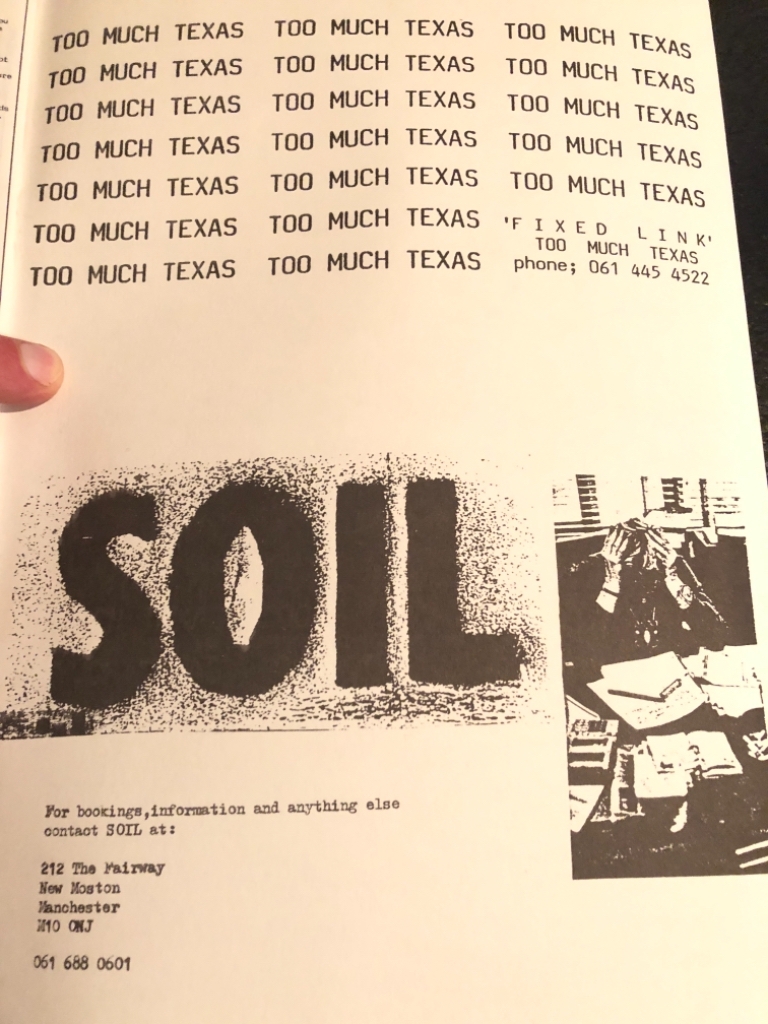 TOO MUCH TEXAS TOO MUCH TEXAS TOO MUCH TEXAS
TOO MUCH TEXAS TOO MUCH TEXAS TOO MUCH TEXAS
TOO MUCH TEXAS TOO MUCH TEXAS TOO MUCH TEXAS
TOO MUCH TEXAS TOO MUCH TEXAS TOO MUCH TEXAS
TOO MUCH TEXAS TOO MUCH TEXAS TOO MUCH TEXAS
TOO MUCH TEXAS TOO MUCH TEXAS 'F I X E D L I N K'
TOO MUCH TEXAS
TOO MUCH TEXAS TOO MUCH TEXAS phone; 061 445 4522
SOIL
For bookings,information and anything else
contact SOIL at:
212 The Fairway
New Moston
Manchester
M10 ONJ
061 688 0601